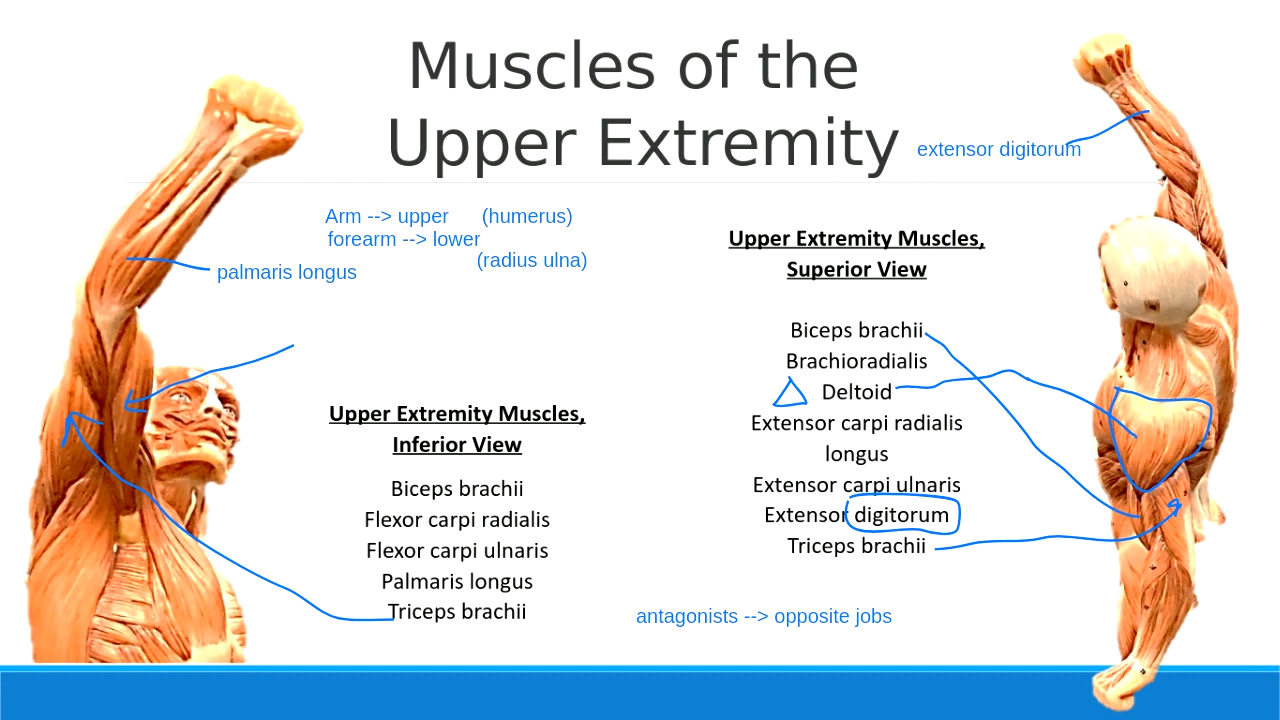 Muscles of the
Upper Extremity
extensor digitorum
Arm --> upper (humerus)
forearm --> lower
(radius ulna)
palmaris longus
Upper Extremity Muscles,
Inferior View
Biceps brachii
Flexor carpi radialis
Flexor carpi ulnaris
Palmaris longus
Triceps brachii
Upper Extremity Muscles,
Superior View
Biceps brachii
Brachioradialis
Deltoid
Extensor carpi radialis
longus
Extensor carpi ulnaris
Extensor digitorum
Triceps brachii
antagonists --> opposite jobs